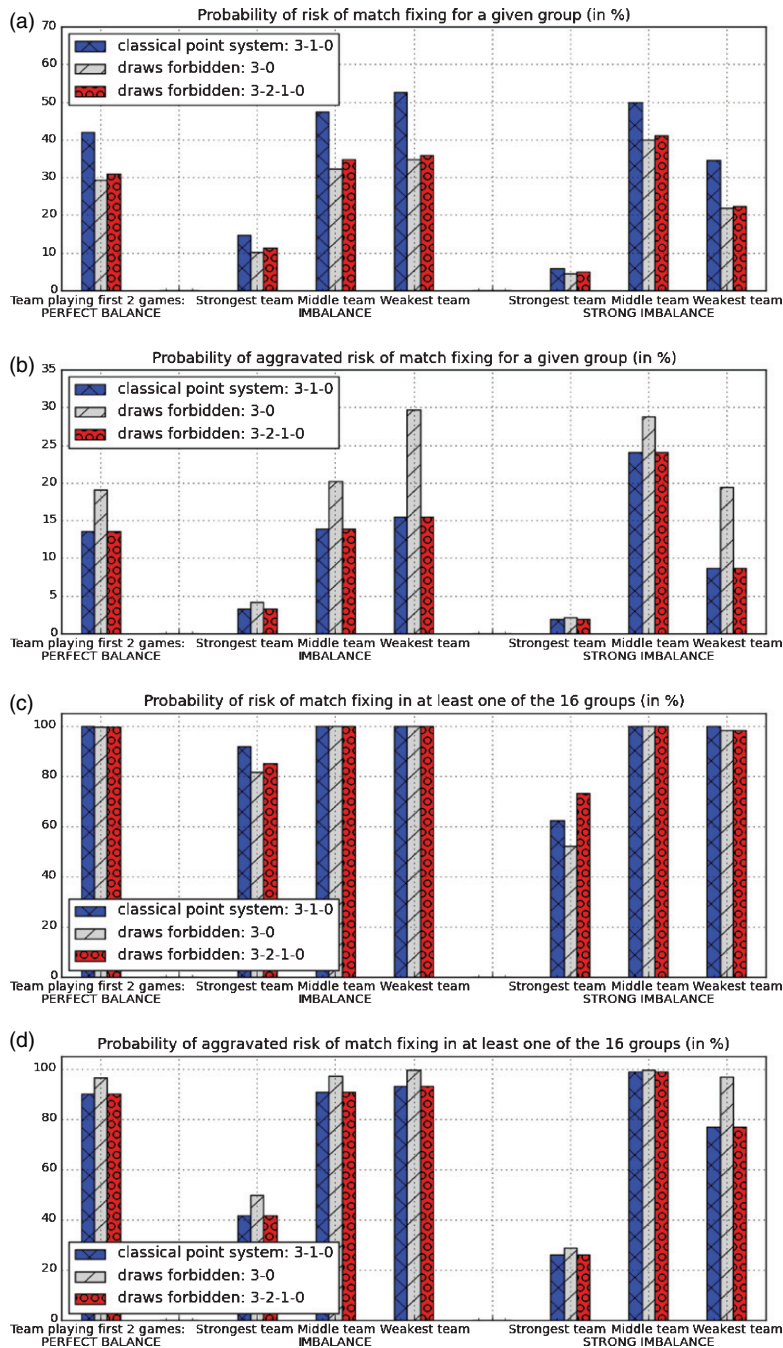 (a)
Probability of risk of match fixing for a given group (in %)
70
60
50
40
30
20
10
0
classical point system: 3-1-0
draws forbidden: 3-0
draws forbidden: 3-2-1-0
Team playing first 2 games: Strongest team Middle team Weakest team Strongest team Middle team Weakest team
PERFECT BALANCE IMBALANCE STRONG IMBALANCE
(b)
Probability of aggravated risk of match fixing for a given group (in %)
35
30
25
20
15
10
5
0
classical point system: 3-1-0
draws forbidden: 3-0
draws forbidden: 3-2-1-0
Team playing first 2 games: Strongest team Middle team Weakest team Strongest team Middle team Weakest team
PERFECT BALANCE IMBALANCE STRONG IMBALANCE
(c)
Probability of risk of match fixing in at least one of the 16 groups (in %)
100
80
60
40
20
0
classical point system: 3-1-0
draws forbidden: 3-0
draws forbidden: 3-2-1-0
Team playing first 2 games: Strongest team Middle team Weakest team Strongest team Middle team Weakest team
PERFECT BALANCE IMBALANCE STRONG IMBALANCE
(d)
Probability of aggravated risk of match fixing in at least one of the 16 groups (in %)
100
80
60
40
20
0
classical point system: 3-1-0
draws forbidden: 3-0
draws forbidden: 3-2-1-0
Team playing first 2 games: Strongest team Middle team Weakest team Strongest team Middle team Weakest team
PERFECT BALANCE IMBALANCE STRONG IMBALANCE